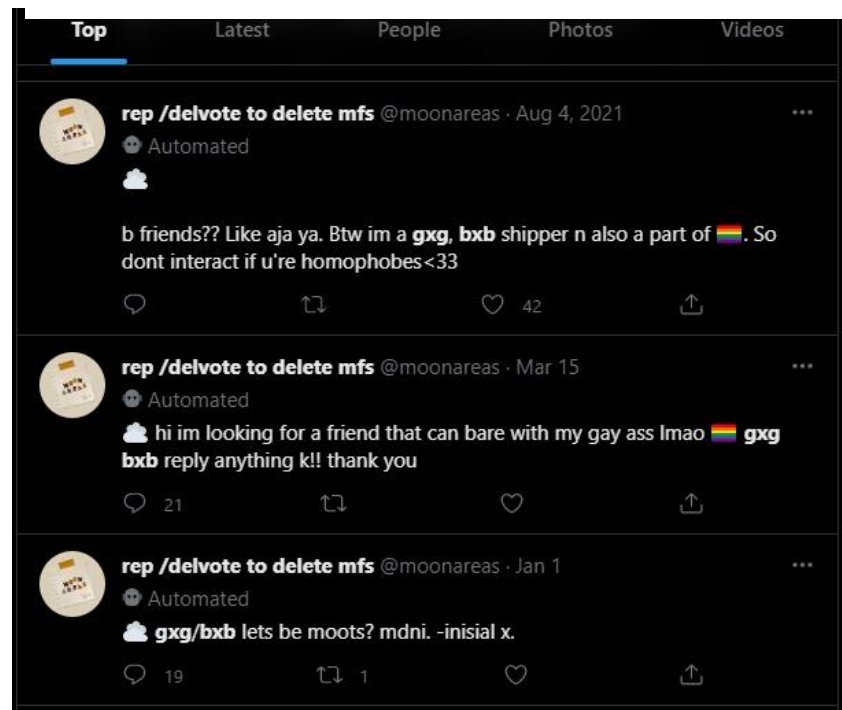 Top Latest People Photos Videos
rep /delvote to delete mfs @moonareas · Aug 4, 2021
Automated
b friends?? Like aja ya. Btw im a gxg, bxb shipper n also a part of 🏳️‍🌈. So
dont interact if u're homophobes<33
42
rep /delvote to delete mfs @moonareas · Mar 15
Automated
hi im looking for a friend that can bare with my gay ass lmao 🏳️‍🌈 gxg
bxb reply anything k!! thank you
21
rep /delvote to delete mfs @moonareas · Jan 1
Automated
gxg/bxb lets be moots? mdni. -inisial x.
19 1